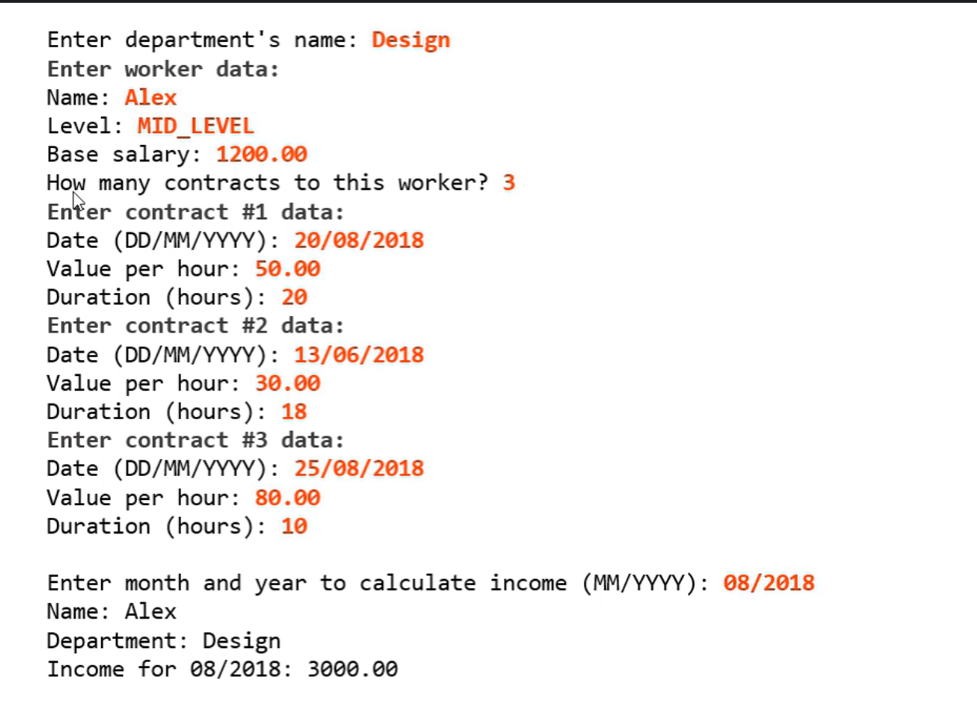 Enter department's name: Design
Enter worker data:
Name: Alex
Level: MID_LEVEL
Base salary: 1200.00
How many contracts to this worker? 3
Enter contract #1 data:
Date (DD/MM/YYYY): 20/08/2018
Value per hour: 50.00
Duration (hours): 20
Enter contract #2 data:
Date (DD/MM/YYYY): 13/06/2018
Value per hour: 30.00
Duration (hours): 18
Enter contract #3 data:
Date (DD/MM/YYYY): 25/08/2018
Value per hour: 80.00
Duration (hours): 10
Enter month and year to calculate income (MM/YYYY): 08/2018
Name: Alex
Department: Design
Income for 08/2018: 3000.00